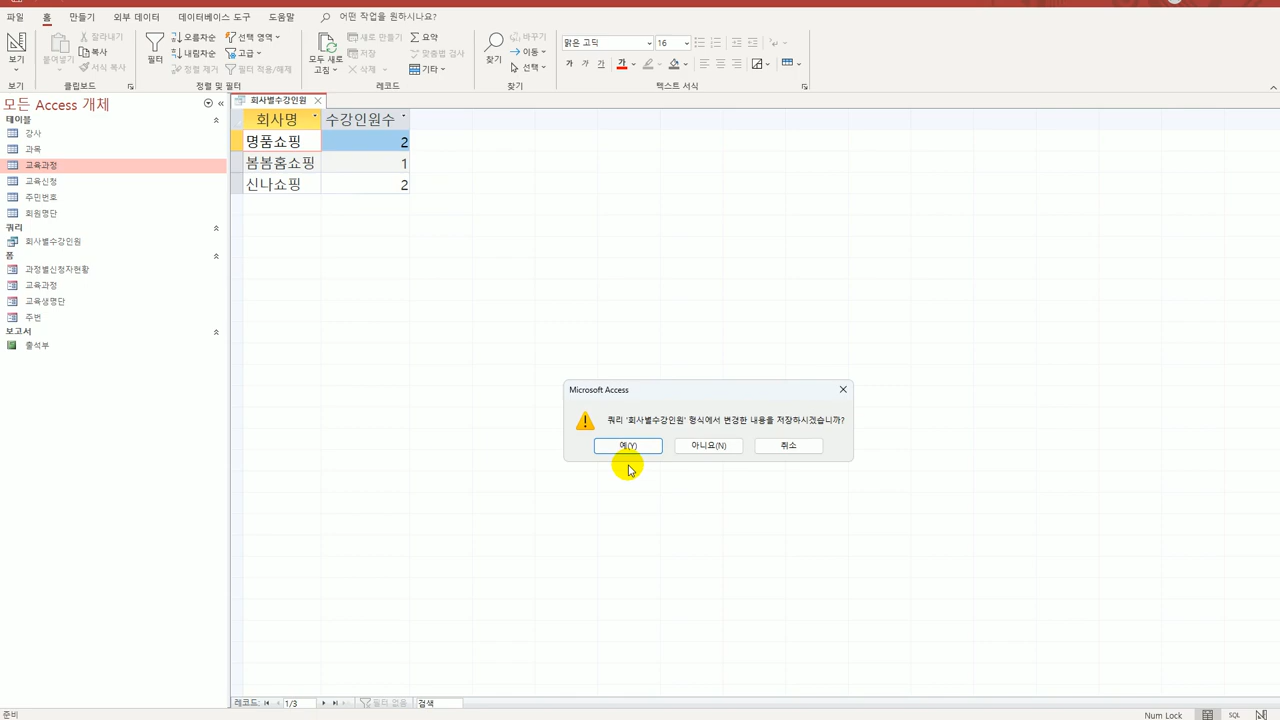 파일 홈 만들기 외부 데이터 데이터베이스 도구 도움말 어떤 작업을 원하시나요?
보기
붙여넣기
잘라내기
복사
서식 복사
필터
오름차순
내림차순
정렬 제거
선택 영역
고급
필터 적용/해제
모두 새로
고침
새로 만들기
저장
삭제
요약
맞춤법 검사
기타
찾기
바꾸기
이동
선택
맑은 고딕 16
가 가 가 가
보기 클립보드 정렬 및 필터 레코드 찾기 텍스트 서식
모든 Access 개체
테이블
강사
과목
교육과정
교육신청
주민번호
회원명단
쿼리
회사별수강인원
폼
과정별신청자현황
교육과정
교육생명단
주번
보고서
출석부
회사별수강인원
회사명 수강인원수
명품쇼핑 2
봄봄홈쇼핑 1
신나쇼핑 2
Microsoft Access
쿼리 '회사별수강인원' 형식에서 변경한 내용을 저장하시겠습니까?
예(Y) 아니요(N) 취소
레코드: 1/3 필터 없음 검색
준비 Num Lock SQL